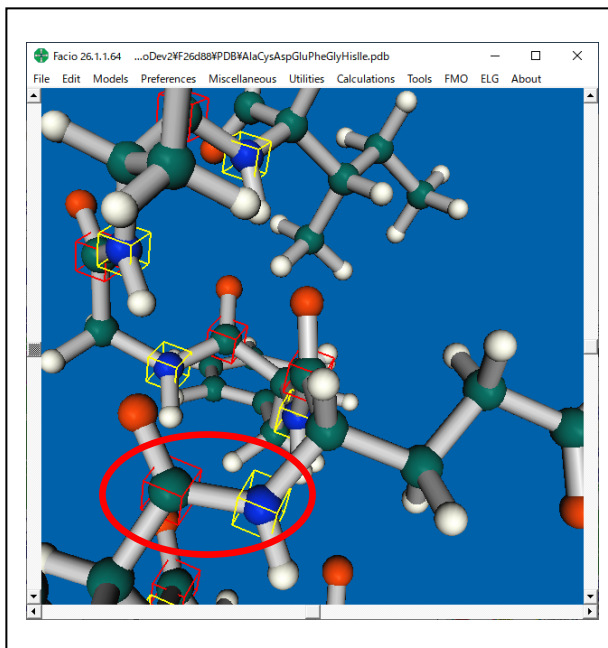 Facio 26.1.1.64 ...oDev2¥F26d88¥PDB¥AlaCysAspGluPheGlyHisIle.pdb
File Edit Models Preferences Miscellaneous Utilities Calculations Tools FMO ELG About